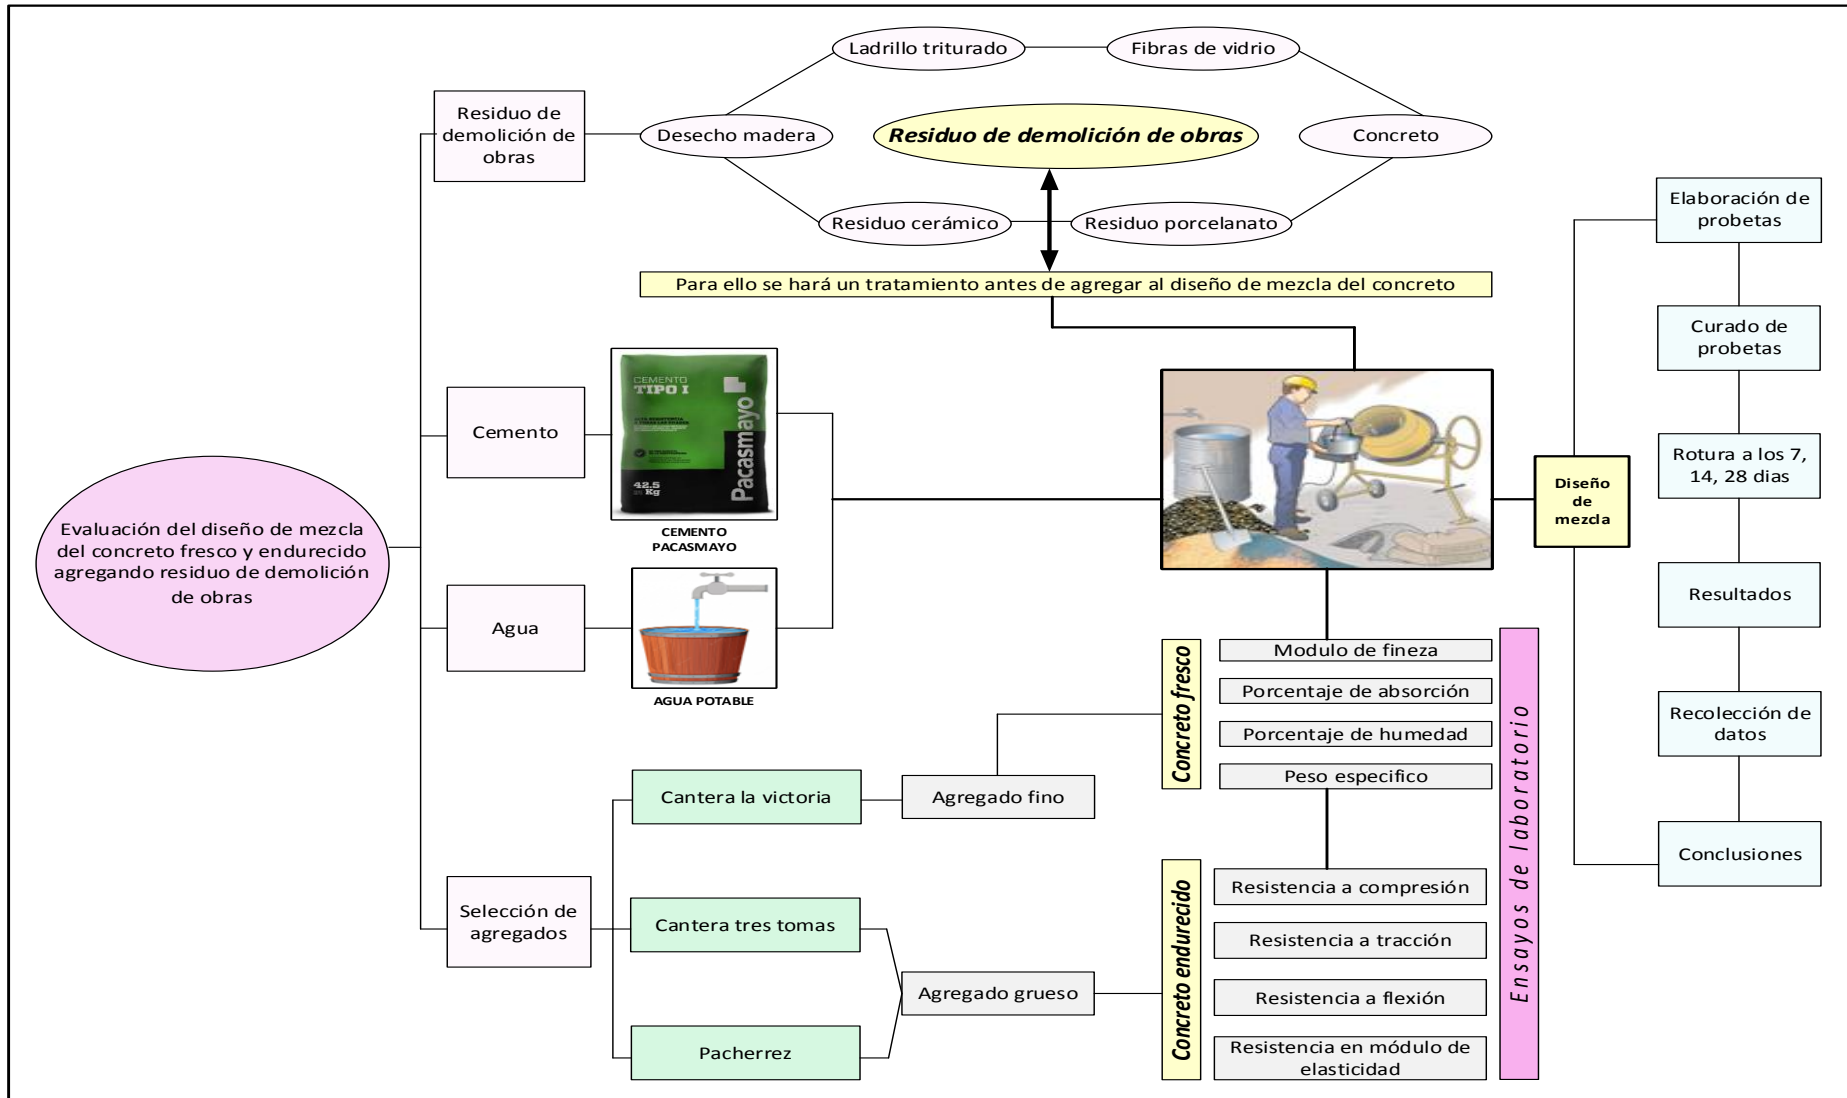 Evaluación del diseño de mezcla
del concreto fresco y endurecido
agregando residuo de demolición
de obras
Residuo de
demolición de
obras
Ladrillo triturado
Fibras de vidrio
Desecho madera
Residuo de demolición de obras
Concreto
Residuo cerámico
Residuo porcelanato
Para ello se hará un tratamiento antes de agregar al diseño de mezcla del concreto
Cemento
CEMENTO
TIPO I
Pacasmayo
42.5
Kg
CEMENTO
PACASMAYO
Agua
AGUA POTABLE
Selección de
agregados
Cantera la victoria
Cantera tres tomas
Pacherrez
Agregado fino
Agregado grueso
Concreto fresco
Modulo de fineza
Porcentaje de absorción
Porcentaje de humedad
Peso especifico
Concreto endurecido
Resistencia a compresión
Resistencia a tracción
Resistencia a flexión
Resistencia en módulo de
elasticidad
Ensayos de laboratorio
Diseño
de
mezcla
Elaboración de
probetas
Curado de
probetas
Rotura a los 7,
14, 28 dias
Resultados
Recolección de
datos
Conclusiones